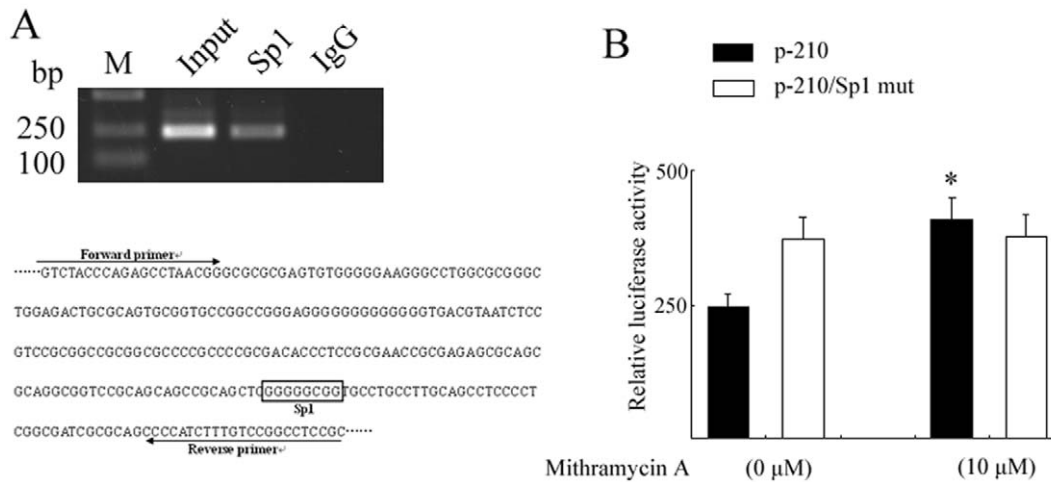 A
bp M Input Sp1 IgG
250
100
Forward primer
······GTCTACCCAGAGCCTAACGGGCGCGCGAGTGTGGGGGAAGGGCCTGGCGCGGGC
TGGAGACTGCGCAGTGCGGTGCCGGCCGGGAGGGGGGGGGGGGGGTGACGTAATCTCC
GTCCGCGGCCGCGGCGCCCCGCCCCGCGACACCCTCCGCGAACCGCGAGAGCGCAGC
GCAGGCGGTCCGCAGCAGCCGCAGCTCGGGGGCGGTGCCTGCCTTGCAGCCTCCCCT
Sp1
CGGCGATCGCGCAGCCCCATCTTTGTCCGGCCTCCGC······
Reverse primer
B
p-210
p-210/Sp1 mut
Relative luciferase activity
500
250
*
Mithramycin A (0 μM) (10 μM)